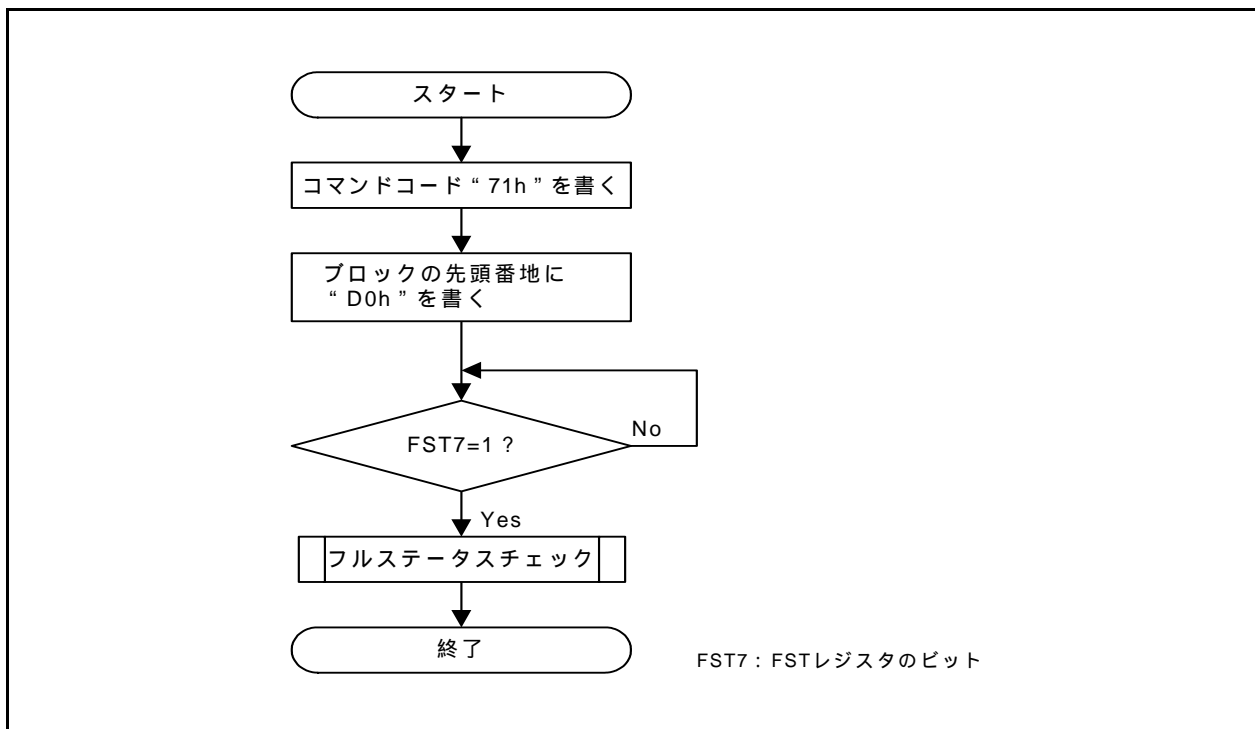 スタート
コマンドコード“71h”を書く
ブロックの先頭番地に
“D0h”を書く
FST7=1?
No
Yes
フルステータスチェック
終了
FST7:FSTレジスタのビット